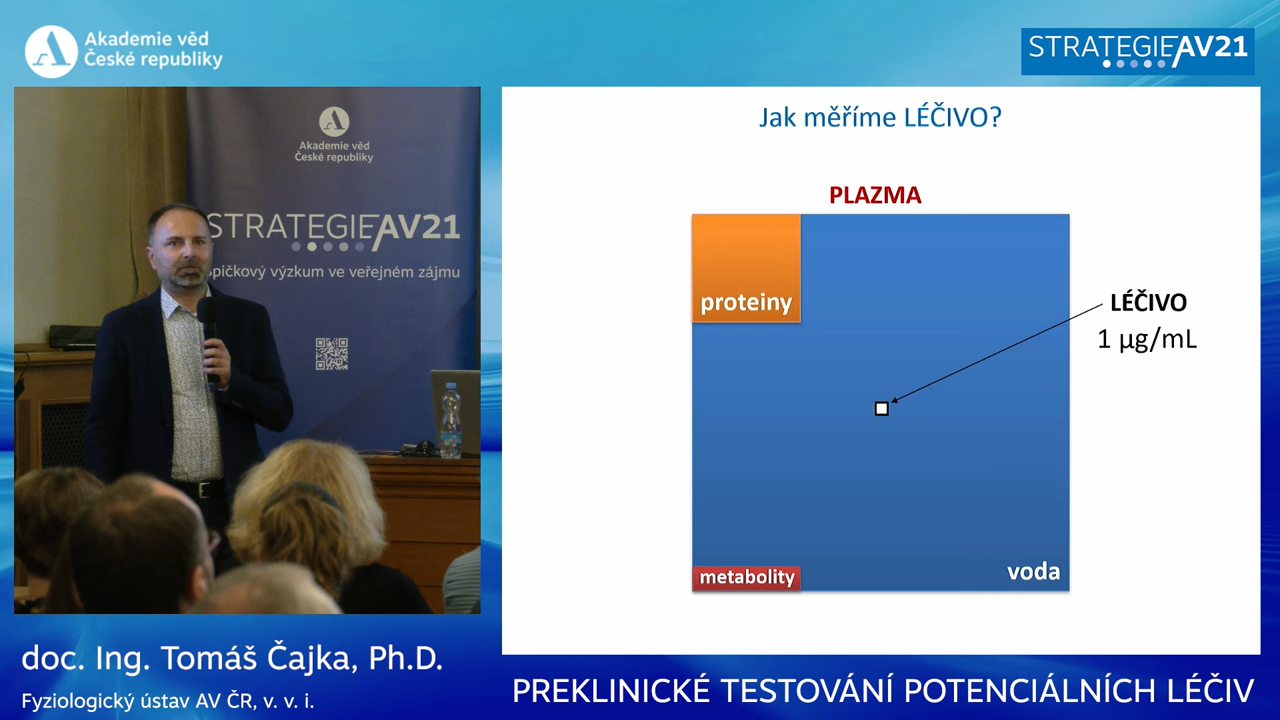 Akademie věd
České republiky
STRATEGIE AV21
Akademie věd
České republiky
STRATEGIE AV21
Špičkový výzkum ve veřejném zájmu
Jak měříme LÉČIVO?
PLAZMA
proteiny
LÉČIVO
1 µg/mL
metabolity
voda
doc. Ing. Tomáš Čajka, Ph.D.
Fyziologický ústav AV ČR, v. v. i.
PREKLINICKÉ TESTOVÁNÍ POTENCIÁLNÍCH LÉČIV